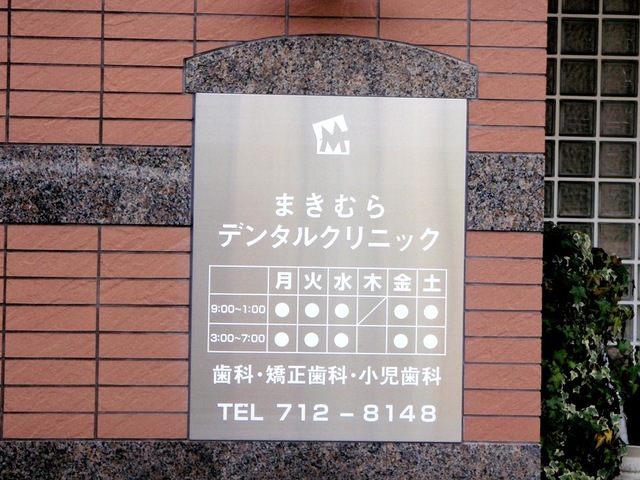 まきむら
デンタルクリニック
月 火 水 木 金 土
9:00~1:00 ● ● ● ／ ● ●
3:00~7:00 ● ● ● ● ●
歯科・矯正歯科・小児歯科
TEL 712－8148